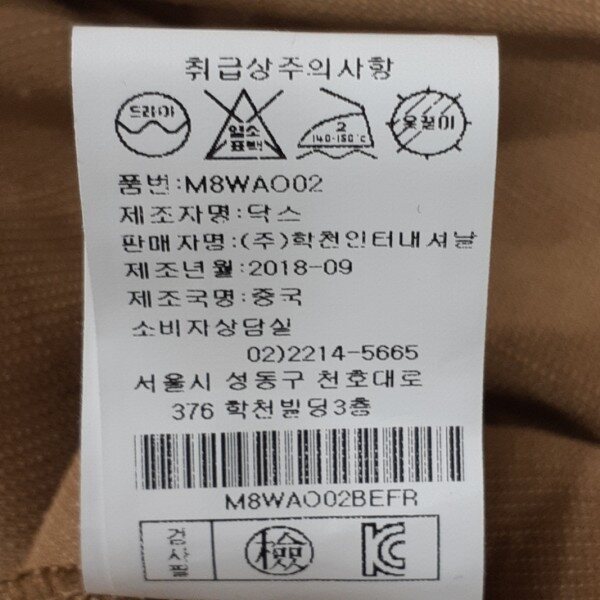 취급상주의사항
드라이
염소
표백
2
140-160℃
옷걸이
품번:M8WAO02
제조자명:닥스
판매자명:(주)학천인터내셔날
제조년월:2018-09
제조국명:중국
소비자상담실
02)2214-5665
서울시 성동구 천호대로
376 학천빌딩3층
M8WAO02BEFR
검사필
檢
KC